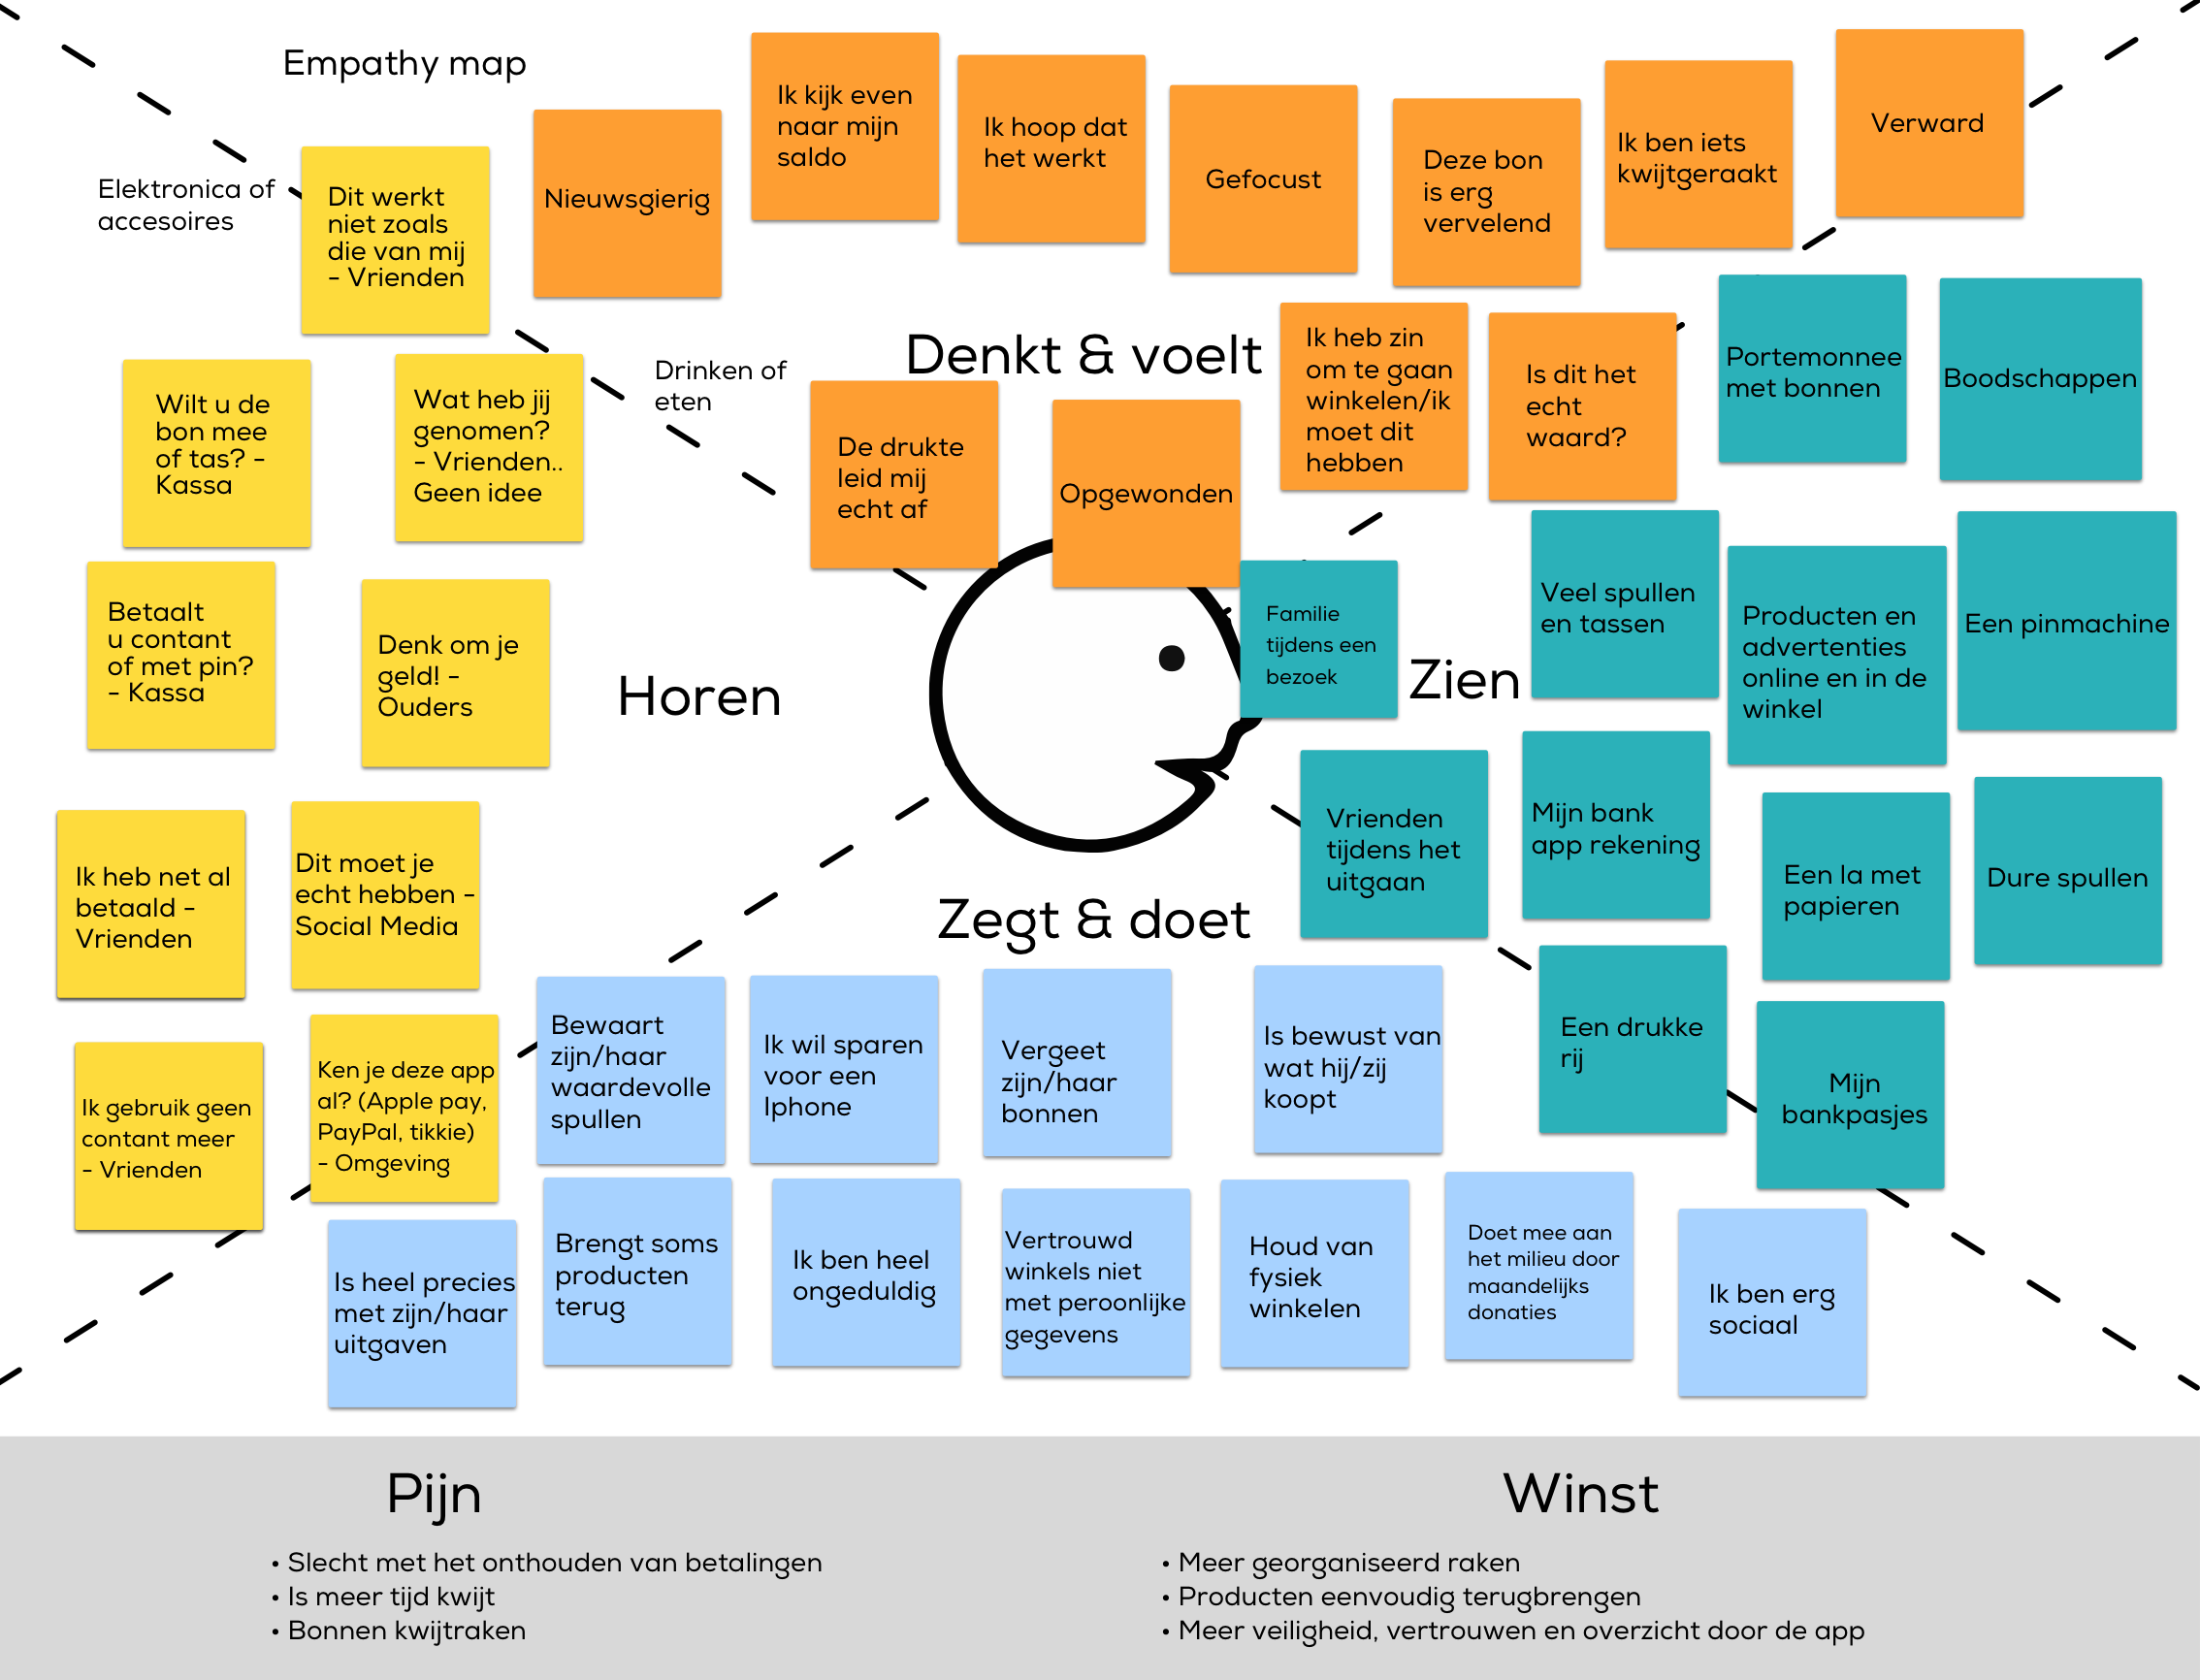 Empathy map
Elektronica of
accesoires
Dit werkt
niet zoals
die van mij
- Vrienden
Nieuwsgierig
Ik kijk even
naar mijn
saldo
Ik hoop dat
het werkt
Gefocust
Deze bon
is erg
vervelend
Ik ben iets
kwijtgeraakt
Verward
Denkt & voelt
Drinken of
eten
De drukte
leid mij
echt af
Opgewonden
Ik heb zin
om te gaan
winkelen/ik
moet dit
hebben
Is dit het
echt
waard?
Wilt u de
bon mee
of tas? -
Kassa
Wat heb jij
genomen?
- Vrienden..
Geen idee
Betaalt
u contant
of met pin?
- Kassa
Denk om je
geld! -
Ouders
Horen
Ik heb net al
betaald -
Vrienden
Dit moet je
echt hebben -
Social Media
Ik gebruik geen
contant meer
- Vrienden
Ken je deze app
al? (Apple pay,
PayPal, tikkie)
- Omgeving
Portemonnee
met bonnen
Boodschappen
Familie
tijdens een
bezoek
Zien
Veel spullen
en tassen
Producten en
advertenties
online en in de
winkel
Een pinmachine
Vrienden
tijdens het
uitgaan
Mijn bank
app rekening
Een la met
papieren
Dure spullen
Een drukke
rij
Mijn
bankpasjes
Zegt & doet
Bewaart
zijn/haar
waardevolle
spullen
Ik wil sparen
voor een
Iphone
Vergeet
zijn/haar
bonnen
Is bewust van
wat hij/zij
koopt
Is heel precies
met zijn/haar
uitgaven
Brengt soms
producten
terug
Ik ben heel
ongeduldig
Vertrouwd
winkels niet
met peroonlijke
gegevens
Houd van
fysiek
winkelen
Doet mee aan
het milieu door
maandelijks
donaties
Ik ben erg
sociaal
Pijn
• Slecht met het onthouden van betalingen
• Is meer tijd kwijt
• Bonnen kwijtraken
Winst
• Meer georganiseerd raken
• Producten eenvoudig terugbrengen
• Meer veiligheid, vertrouwen en overzicht door de app